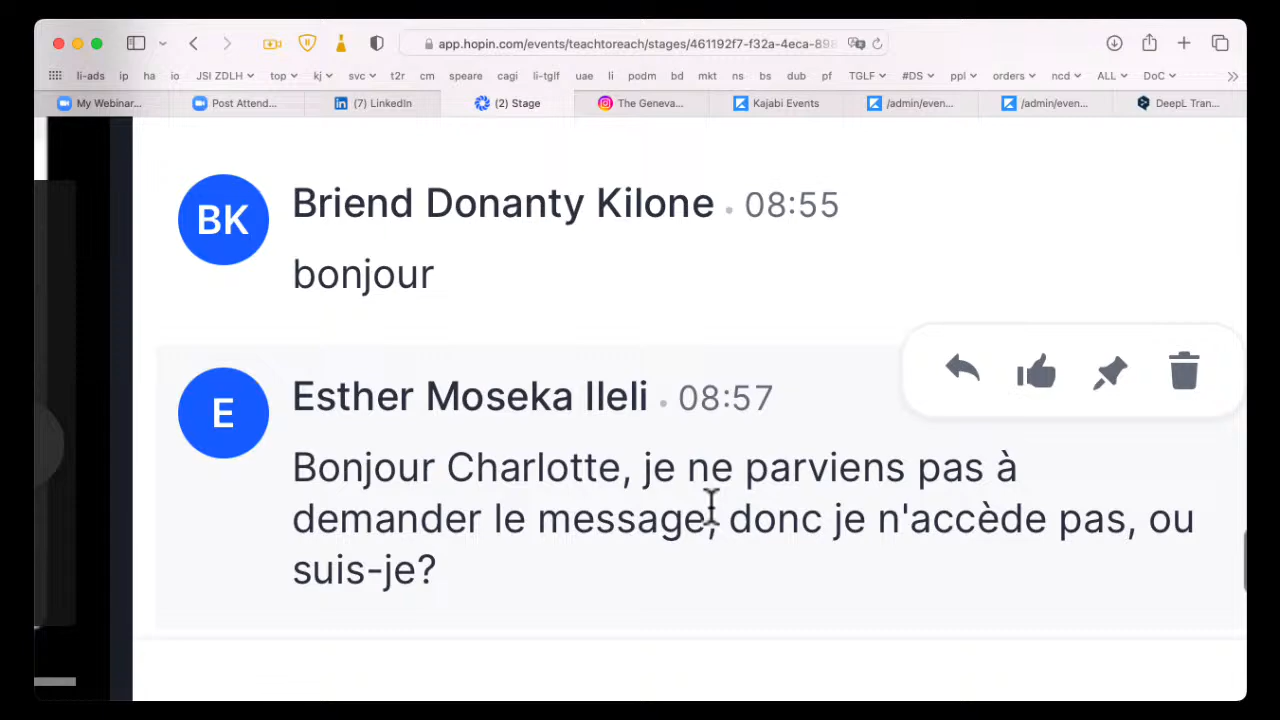 app.hopin.com/events/teachtoreach/stages/461192f7-f32a-4eca-898
li-ads ip ha io JSI ZDLH top kj svc t2r cm speare cagi li-tglf uae li podm bd mkt ns bs dub pf TGLF #DS ppl orders ncd ALL DoC
My Webinar... Post Attend... (7) LinkedIn (2) Stage The Geneva... Kajabi Events /admin/even... /admin/even... DeepL Tran...
BK
Briend Donanty Kilone • 08:55
bonjour
E
Esther Moseka Ileli • 08:57
Bonjour Charlotte, je ne parviens pas à
demander le message, donc je n'accède pas, ou
suis-je?